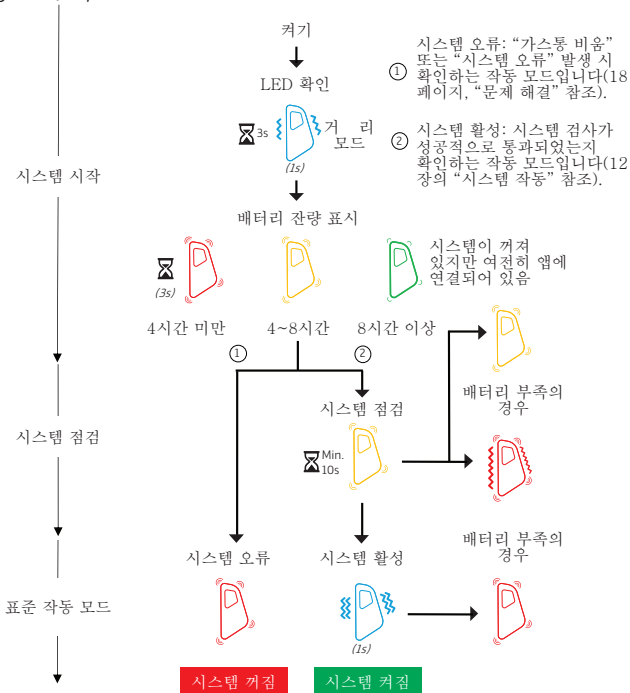 켜기
LED 확인
3s
거 리
모드
(1s)
① 시스템 오류: “가스통 비움”
또는 “시스템 오류” 발생 시
확인하는 작동 모드입니다(18
페이지, “문제 해결” 참조).
② 시스템 활성: 시스템 검사가
성공적으로 통과되었는지
확인하는 작동 모드입니다(12
장의 “시스템 작동” 참조).
시스템 시작
배터리 잔량 표시
(3s)
시스템이 꺼져
있지만 여전히 앱에
연결되어 있음
4시간 미만
4~8시간
8시간 이상
①
②
시스템 점검
배터리 부족의
경우
시스템 점검
Min.
10s
시스템 오류
시스템 활성
배터리 부족의
경우
표준 작동 모드
(1s)
시스템 꺼짐
시스템 켜짐